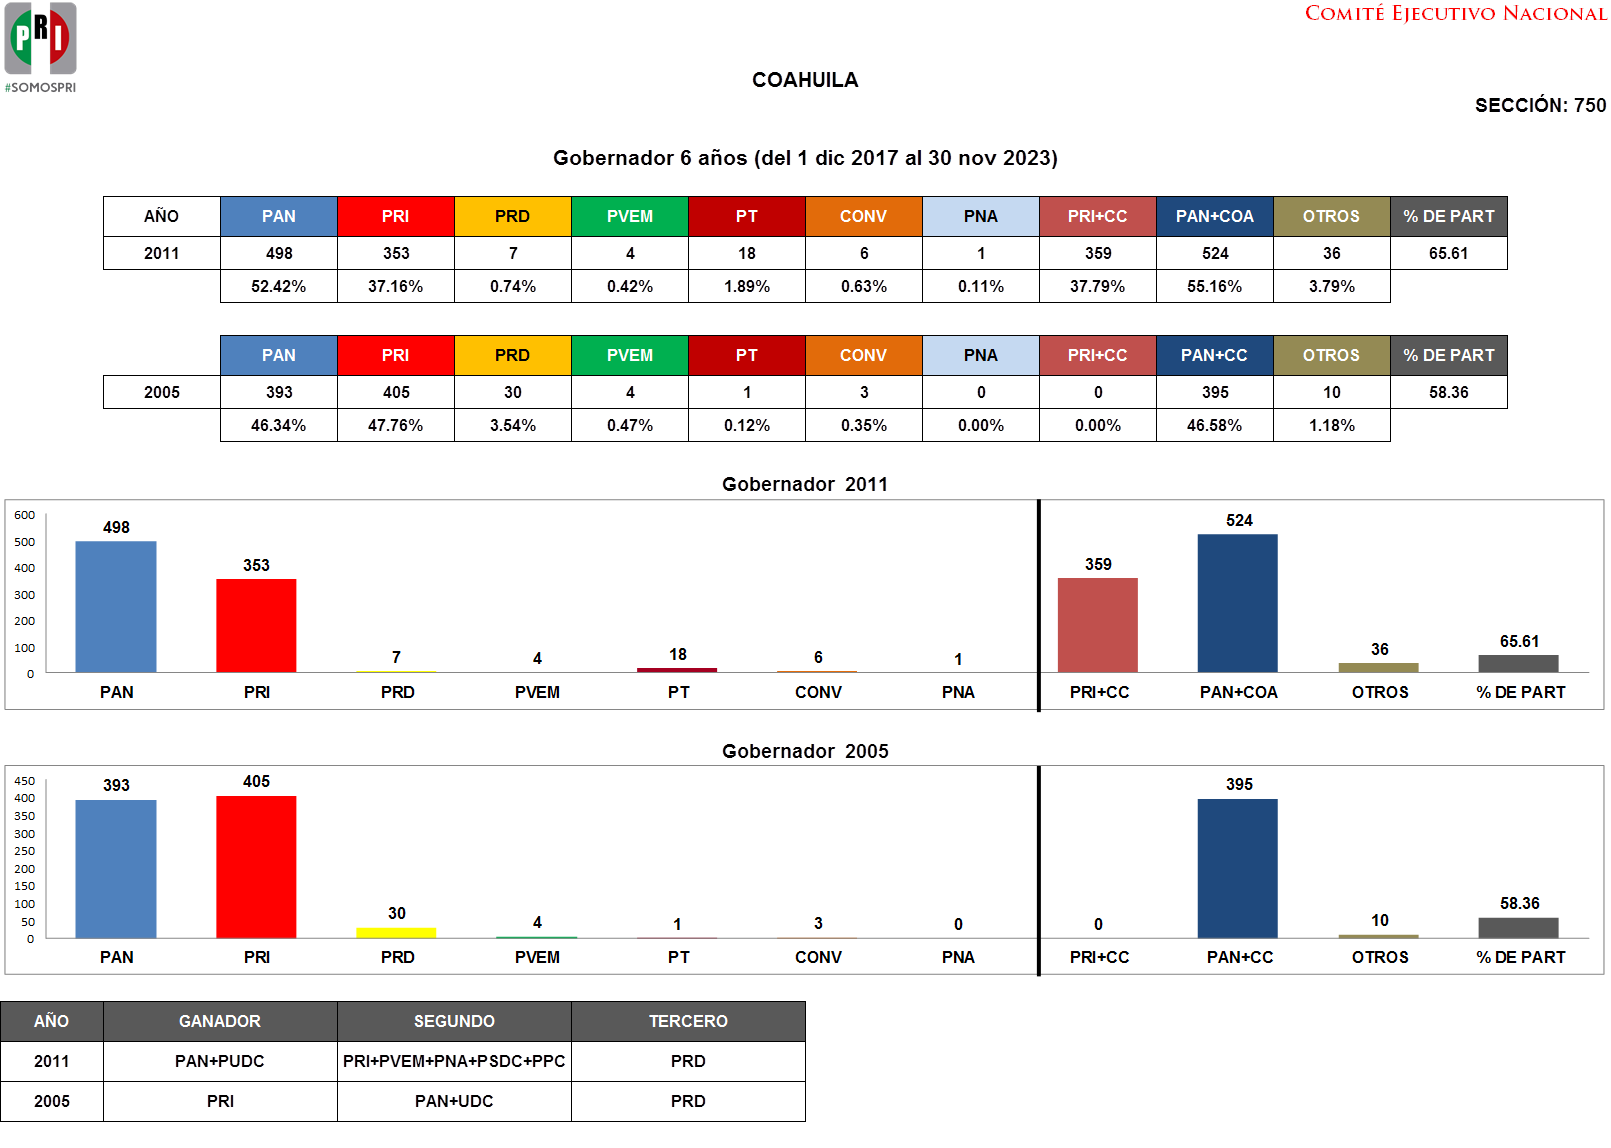 PRI
#SOMOSPRI
COMITÉ EJECUTIVO NACIONAL
COAHUILA
SECCIÓN: 750
Gobernador 6 años (del 1 dic 2017 al 30 nov 2023)
AÑO PAN PRI PRD PVEM PT CONV PNA PRI+CC PAN+COA OTROS % DE PART
2011 498 353 7 4 18 6 1 359 524 36 65.61
52.42% 37.16% 0.74% 0.42% 1.89% 0.63% 0.11% 37.79% 55.16% 3.79%
PAN PRI PRD PVEM PT CONV PNA PRI+CC PAN+CC OTROS % DE PART
2005 393 405 30 4 1 3 0 0 395 10 58.36
46.34% 47.76% 3.54% 0.47% 0.12% 0.35% 0.00% 0.00% 46.58% 1.18%
Gobernador 2011
600
500
400
300
200
100
0
498 353 7 4 18 6 1 359 524 36 65.61
PAN PRI PRD PVEM PT CONV PNA PRI+CC PAN+COA OTROS % DE PART
Gobernador 2005
450
400
350
300
250
200
150
100
50
0
393 405 30 4 1 3 0 0 395 10 58.36
PAN PRI PRD PVEM PT CONV PNA PRI+CC PAN+CC OTROS % DE PART
AÑO GANADOR SEGUNDO TERCERO
2011 PAN+PUDC PRI+PVEM+PNA+PSDC+PPC PRD
2005 PRI PAN+UDC PRD